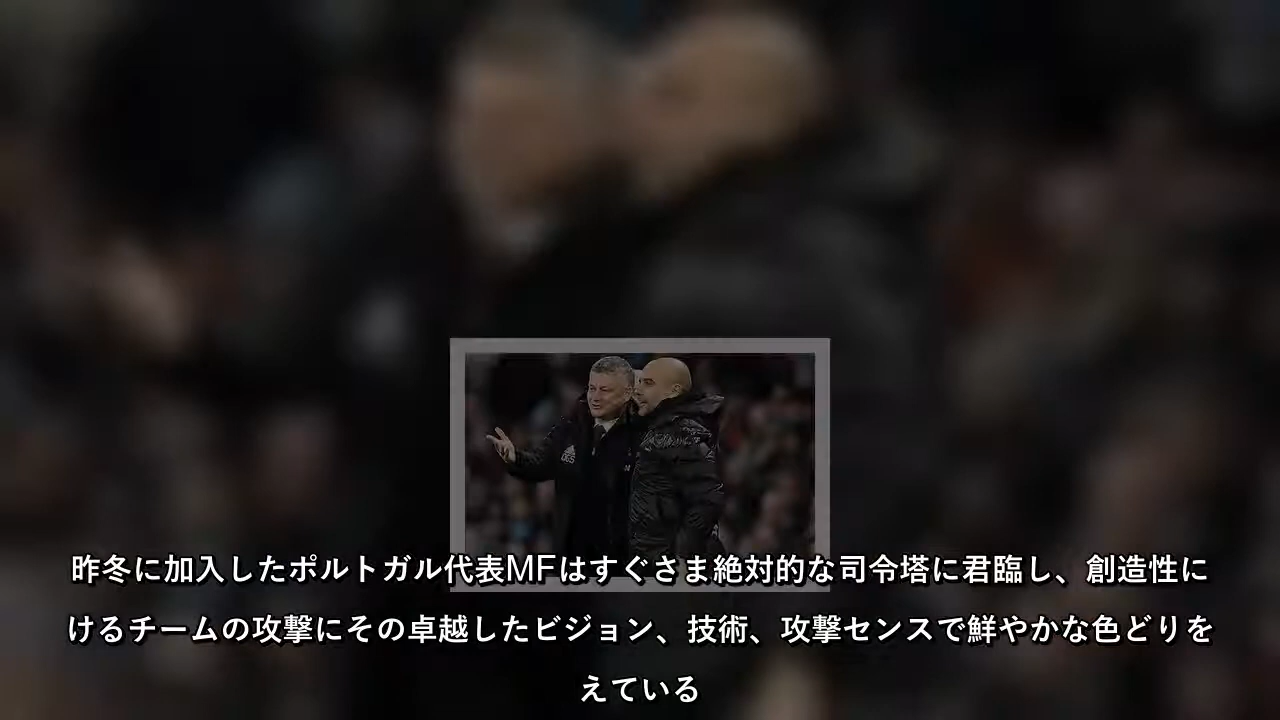 昨冬に加入したポルトガル代表MFはすぐさま絶対的な司令塔に君臨し、創造性に
けるチームの攻撃にその卓越したビジョン、技術、攻撃センスで鮮やかな色どりを
えている